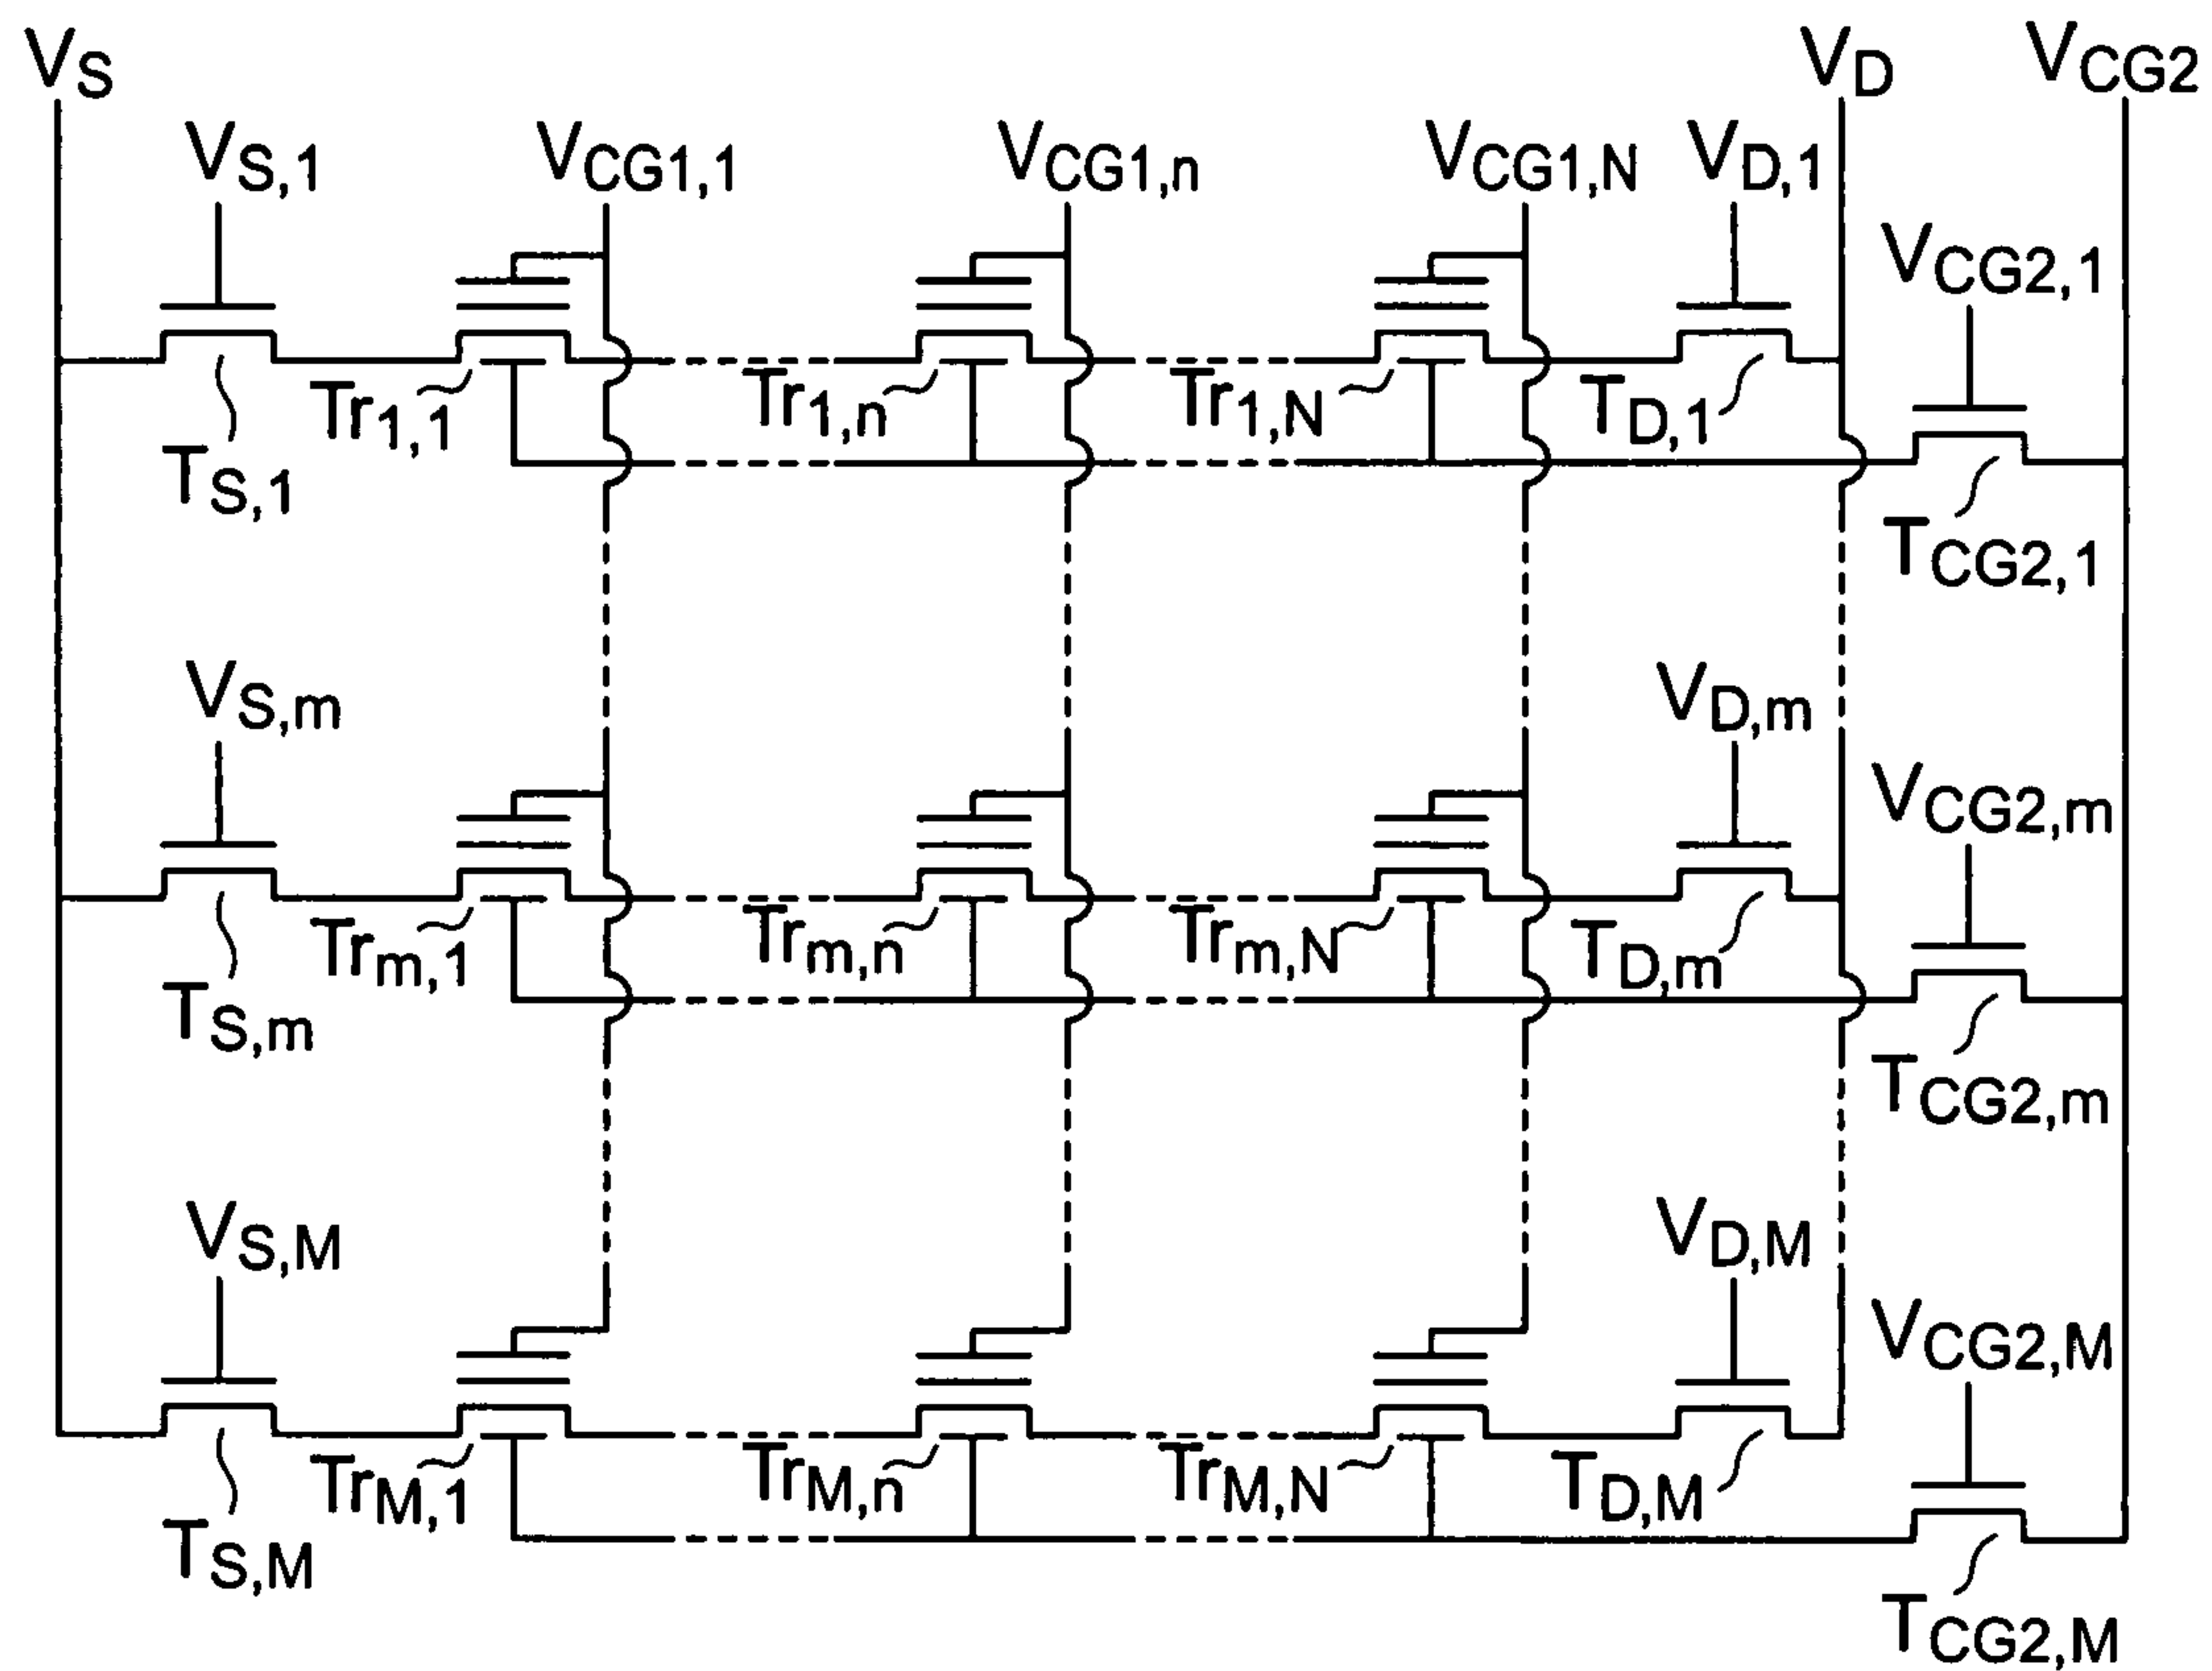 VS VD VCG2
VS,1 VCG1,1 VCG1,n VCG1,N VD,1
VCG2,1
Tr1,1 Tr1,n Tr1,N TD,1
TS,1
TCG2,1
VS,m VD,m
VCG2,m
Trm,1 Trm,n Trm,N TD,m
TS,m
TCG2,m
VS,M VD,M
VCG2,M
TrM,1 TrM,n TrM,N TD,M
TS,M
TCG2,M